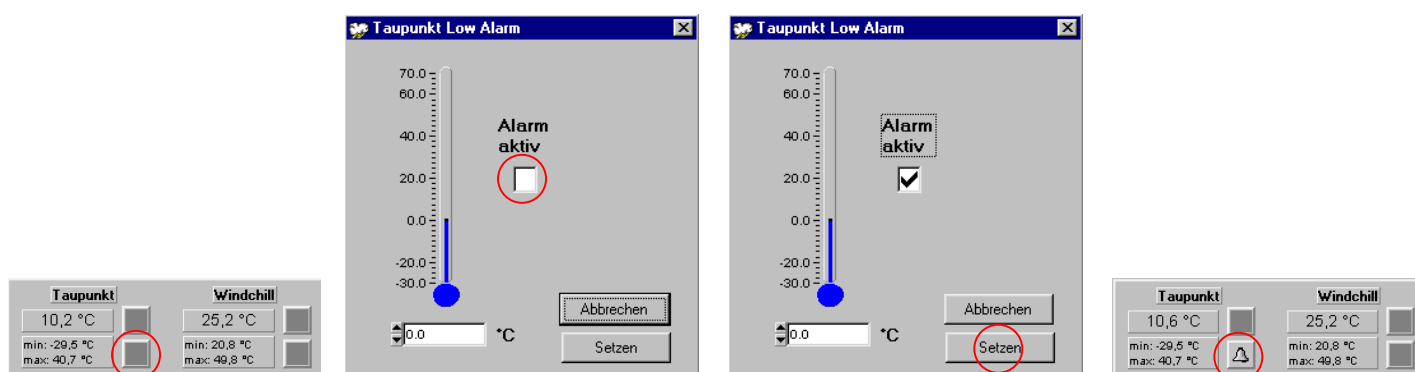 Taupunkt Windchill
10,2 °C 25,2 °C
min: -29,5 °C min: 20,8 °C
max: 40,7 °C max: 49,8 °C
Taupunkt Low Alarm
70.0
60.0
40.0
20.0
0.0
-20.0
-30.0
Alarm
aktiv
0.0 °C
Abbrechen
Setzen
Taupunkt Low Alarm
70.0
60.0
40.0
20.0
0.0
-20.0
-30.0
Alarm
aktiv
0.0 °C
Abbrechen
Setzen
Taupunkt Windchill
10,6 °C 25,2 °C
min: -29,5 °C min: 20,8 °C
max: 40,7 °C max: 49,8 °C